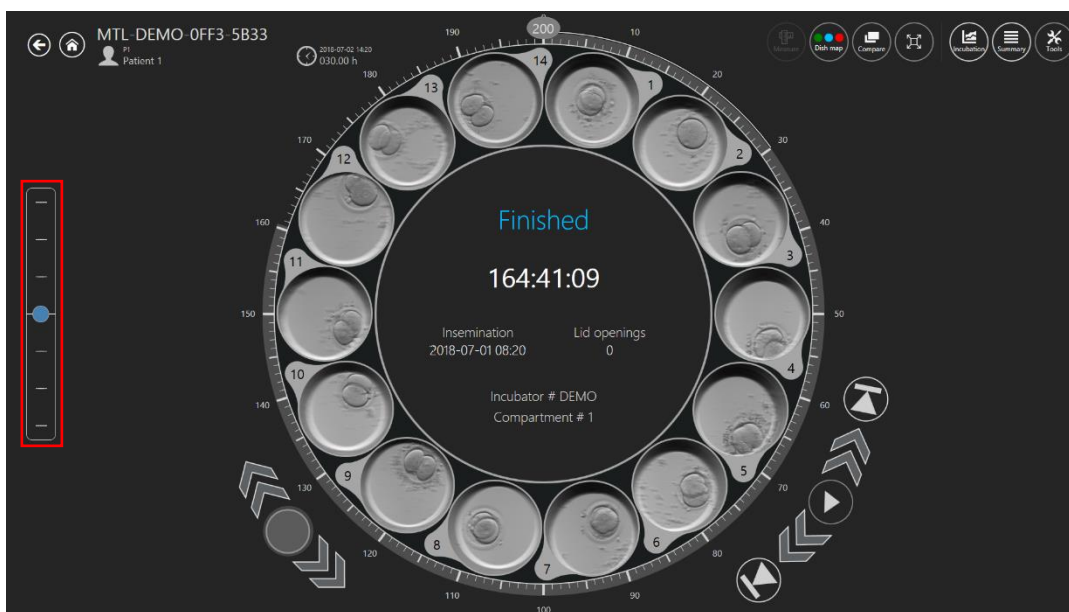 MTL-DEMO-0FF3-5B33
P1
Patient 1
2018-07-02 14:20
030.00 h
Measure
Dish map
Compare
Incubation
Summary
Tools
200
10
20
30
40
50
60
70
80
90
100
110
120
130
140
150
160
170
180
190
1
2
3
4
5
6
7
8
9
10
11
12
13
14
Finished
164:41:09
Insemination
2018-07-01 08:20
Lid openings
0
Incubator # DEMO
Compartment # 1